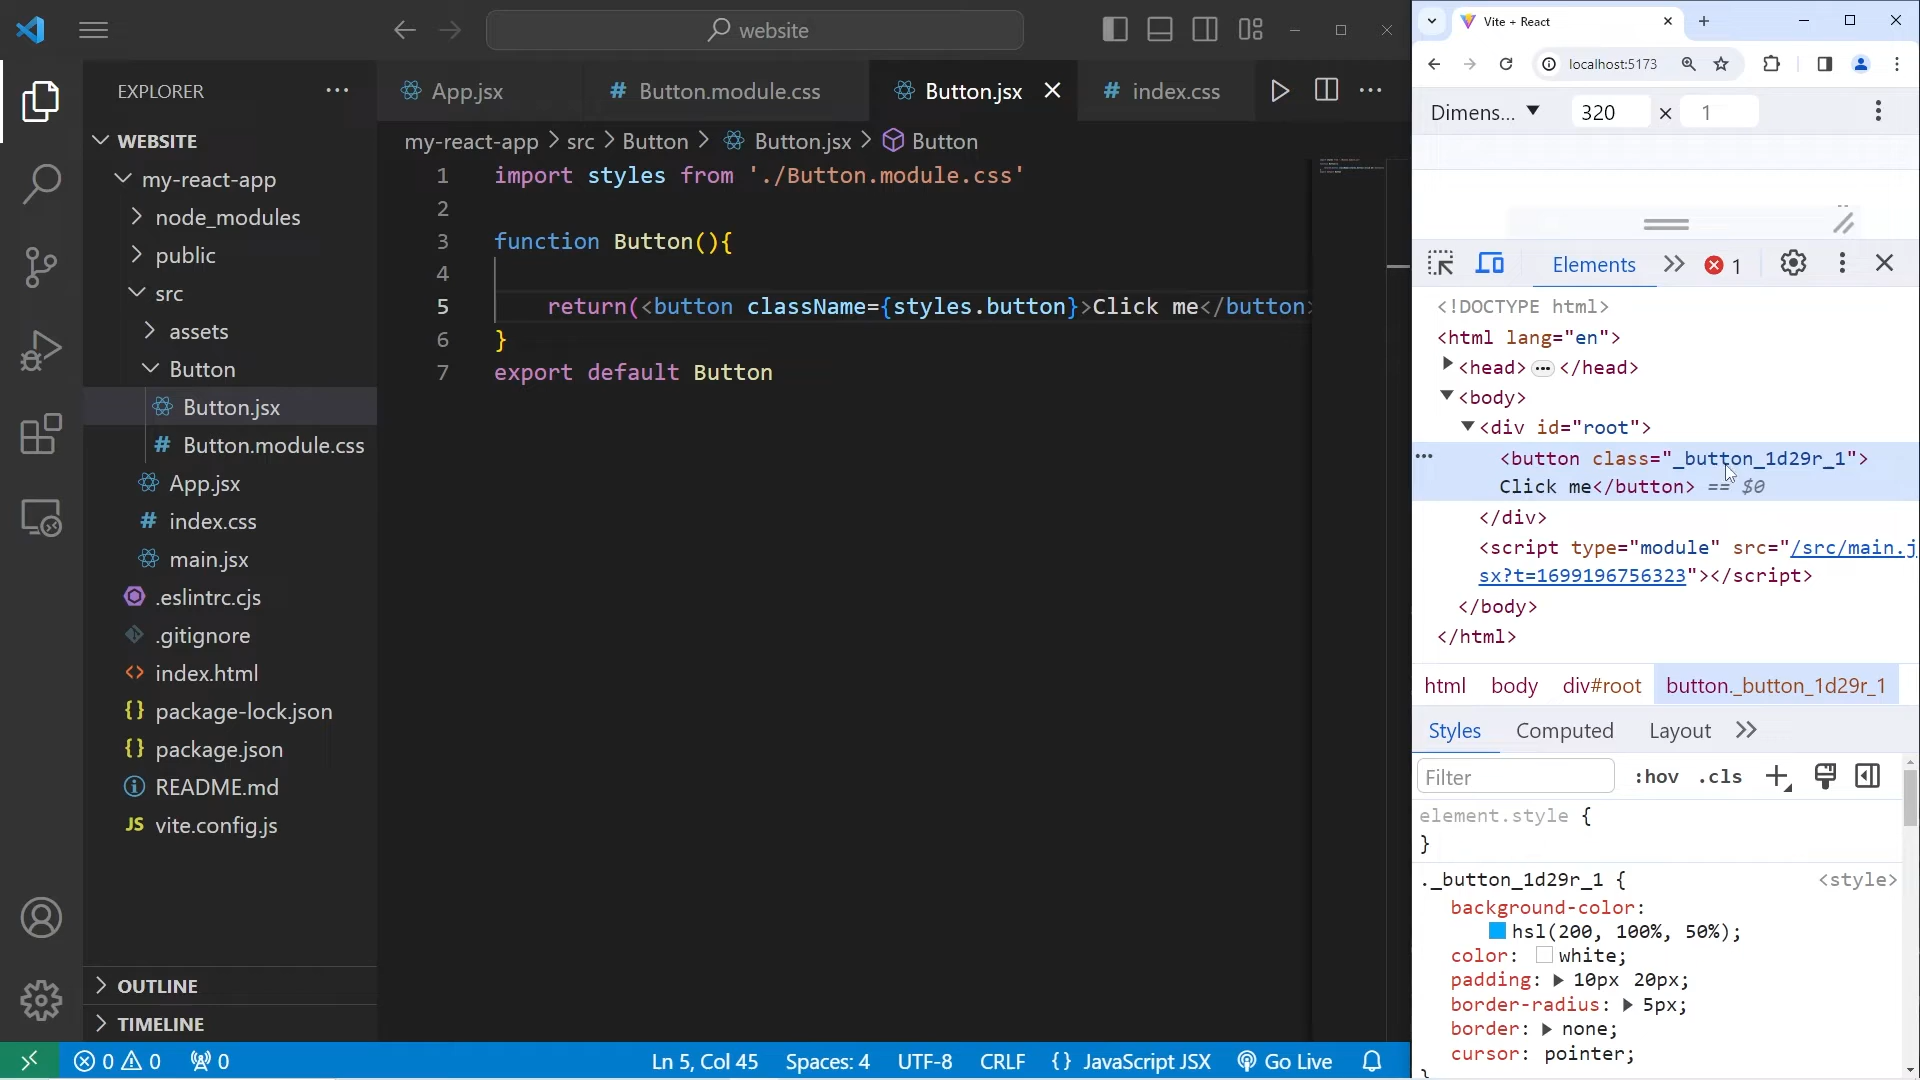 website
EXPLORER
WEBSITE
my-react-app
node_modules
public
src
assets
Button
Button.jsx
Button.module.css
App.jsx
index.css
main.jsx
.eslintrc.cjs
.gitignore
index.html
package-lock.json
package.json
README.md
vite.config.js
OUTLINE
TIMELINE
App.jsx
Button.module.css
Button.jsx
index.css
my-react-app > src > Button > Button.jsx > Button
1 import styles from './Button.module.css'
2
3 function Button(){
4
5 return(<button className={styles.button}>Click me</button>
6 }
7 export default Button
0 0 0
Ln 5, Col 45 Spaces: 4 UTF-8 CRLF {} JavaScript JSX Go Live
Vite + React
localhost:5173
Dimens... 320 × 1
Elements 1
<!DOCTYPE html>
<html lang="en">
<head> ... </head>
<body>
<div id="root">
<button class="_button_1d29r_1">
Click me</button> == $0
</div>
<script type="module" src="/src/main.j
sx?t=1699196756323"></script>
</body>
</html>
html body div#root button._button_1d29r_1
Styles Computed Layout
Filter :hov .cls
element.style {
}
._button_1d29r_1 { <style>
background-color:
hsl(200, 100%, 50%);
color: white;
padding: 10px 20px;
border-radius: 5px;
border: none;
cursor: pointer;
}